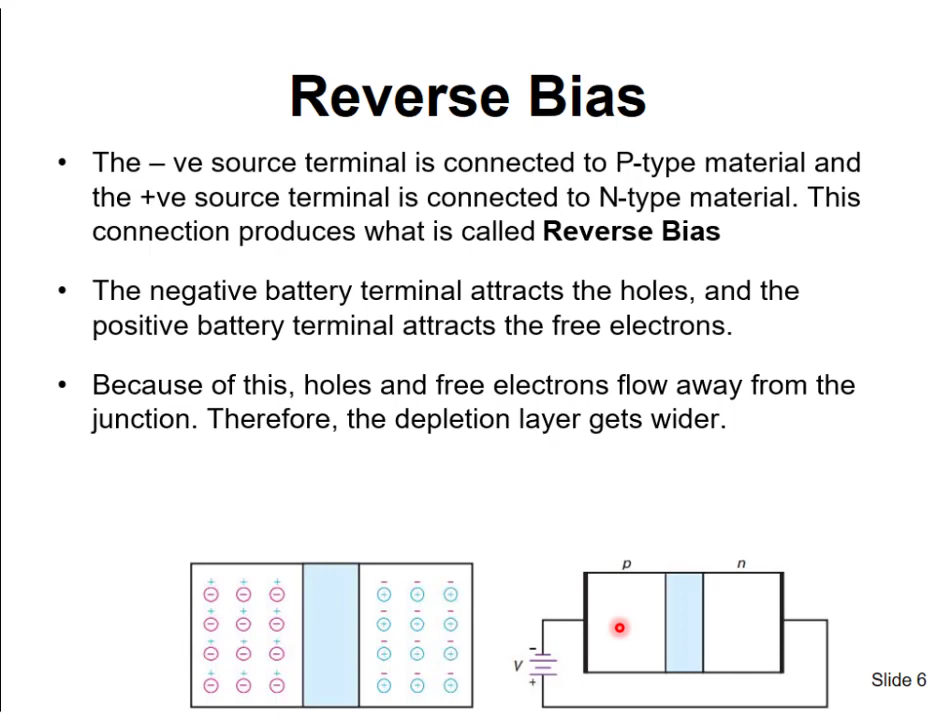 Reverse Bias
• The – ve source terminal is connected to P-type material and
the +ve source terminal is connected to N-type material. This
connection produces what is called Reverse Bias
• The negative battery terminal attracts the holes, and the
positive battery terminal attracts the free electrons.
• Because of this, holes and free electrons flow away from the
junction. Therefore, the depletion layer gets wider.
+ + + - - -
− − − + + +
+ + + - - -
− − − + + +
+ + + - - -
− − − + + +
+ + + - - -
− − − + + +
p n
-
V
+
Slide 6